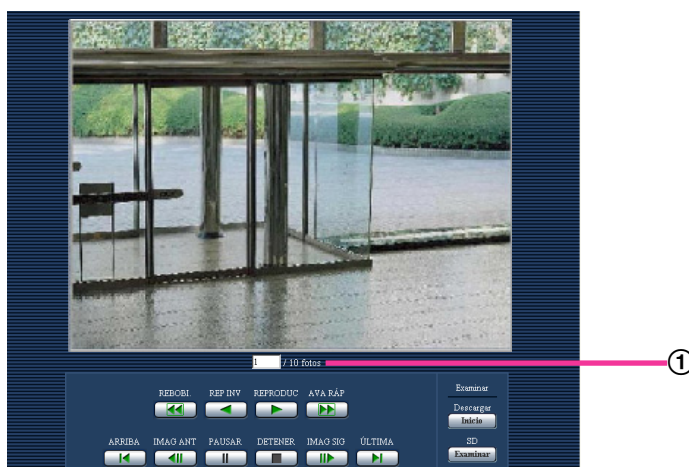 1 / 10 fotos
①
REBOBI. REP INV REPRODUC AVA RÁP
Examinar
Descargar
Inicio
ARRIBA IMAG ANT PAUSAR DETENER IMAG SIG ÚLTIMA
SD
Examinar